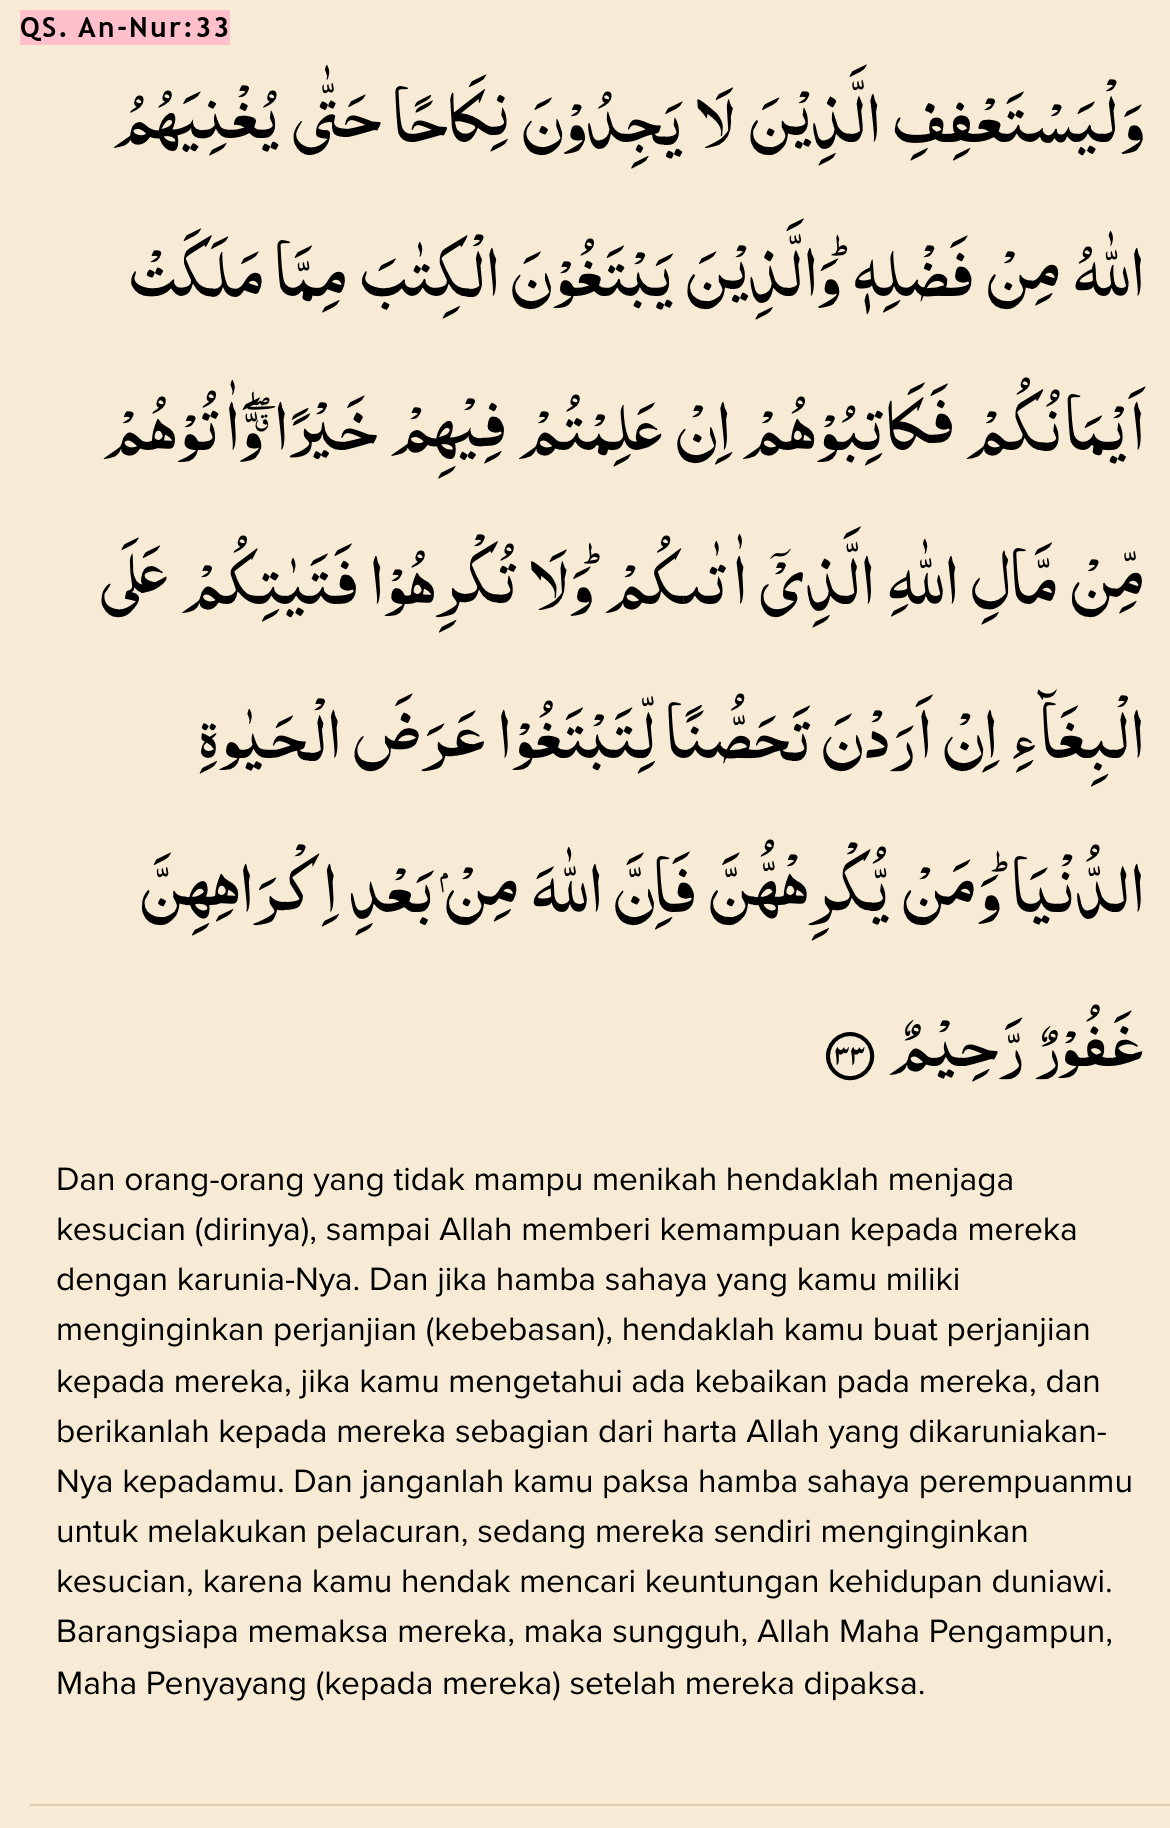 QS. An-Nur:33
وَلْيَسْتَعْفِفِ الَّذِيْنَ لَا يَجِدُوْنَ نِكَاحًا حَتّٰى يُغْنِيَهُمُ
اللّٰهُ مِنْ فَضْلِهٖ ۗوَالَّذِيْنَ يَبْتَغُوْنَ الْكِتٰبَ مِمَّا مَلَكَتْ
اَيْمَانُكُمْ فَكَاتِبُوْهُمْ اِنْ عَلِمْتُمْ فِيْهِمْ خَيْرًا ۖوَّاٰتُوْهُمْ
مِّنْ مَّالِ اللّٰهِ الَّذِيْٓ اٰتٰىكُمْ ۗوَلَا تُكْرِهُوْا فَتَيٰتِكُمْ عَلَى
الْبِغَاۤءِ اِنْ اَرَدْنَ تَحَصُّنًا لِّتَبْتَغُوْا عَرَضَ الْحَيٰوةِ
الدُّنْيَا ۗوَمَنْ يُّكْرِهْهُّنَّ فَاِنَّ اللّٰهَ مِنْۢ بَعْدِ اِكْرَاهِهِنَّ
غَفُوْرٌ رَّحِيْمٌ ٣٣
Dan orang-orang yang tidak mampu menikah hendaklah menjaga
kesucian (dirinya), sampai Allah memberi kemampuan kepada mereka
dengan karunia-Nya. Dan jika hamba sahaya yang kamu miliki
menginginkan perjanjian (kebebasan), hendaklah kamu buat perjanjian
kepada mereka, jika kamu mengetahui ada kebaikan pada mereka, dan
berikanlah kepada mereka sebagian dari harta Allah yang dikaruniakan-
Nya kepadamu. Dan janganlah kamu paksa hamba sahaya perempuanmu
untuk melakukan pelacuran, sedang mereka sendiri menginginkan
kesucian, karena kamu hendak mencari keuntungan kehidupan duniawi.
Barangsiapa memaksa mereka, maka sungguh, Allah Maha Pengampun,
Maha Penyayang (kepada mereka) setelah mereka dipaksa.